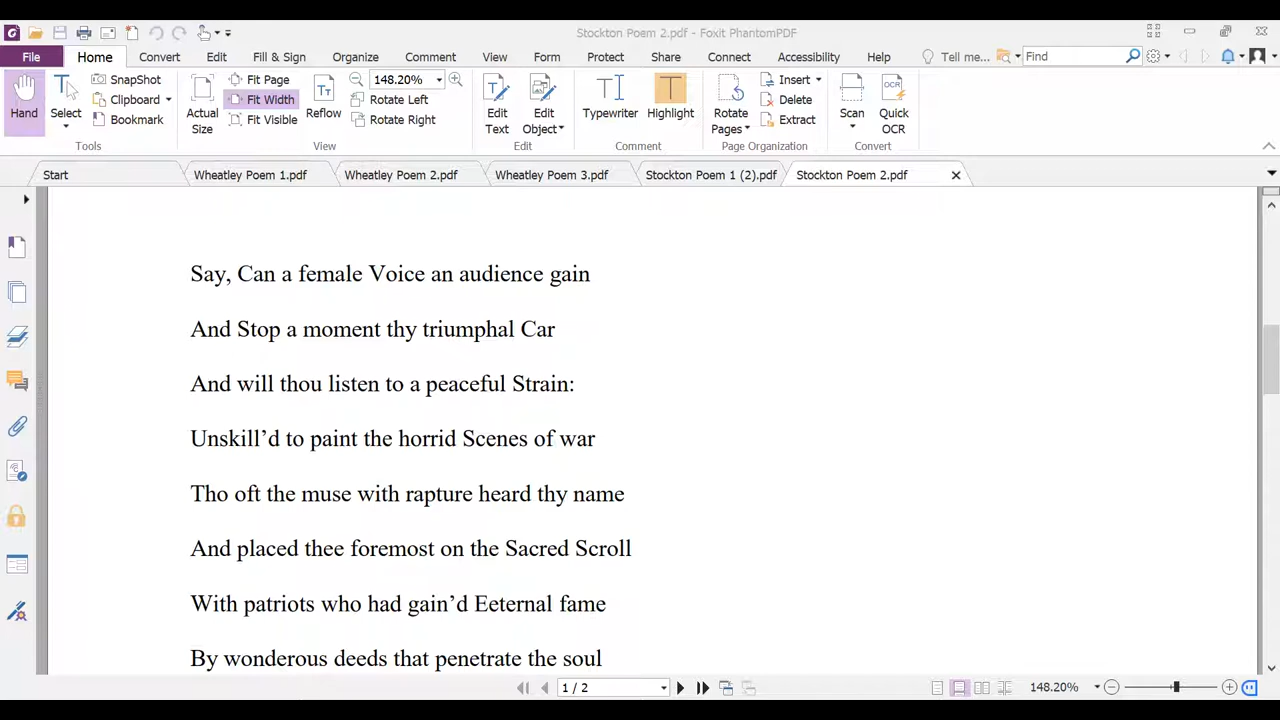 Stockton Poem 2.pdf - Foxit PhantomPDF
File Home Convert Edit Fill & Sign Organize Comment View Form Protect Share Connect Accessibility Help Tell me... Find
Hand
Select
SnapShot
Clipboard
Bookmark
Tools
Actual Size
Fit Page
Fit Width
Fit Visible
Reflow
148.20%
Rotate Left
Rotate Right
View
Edit Text
Edit Object
Edit
Typewriter
Highlight
Comment
Rotate Pages
Insert
Delete
Extract
Page Organization
Scan
OCR
Quick OCR
Convert
Start Wheatley Poem 1.pdf Wheatley Poem 2.pdf Wheatley Poem 3.pdf Stockton Poem 1 (2).pdf Stockton Poem 2.pdf
Say, Can a female Voice an audience gain
And Stop a moment thy triumphal Car
And will thou listen to a peaceful Strain:
Unskill’d to paint the horrid Scenes of war
Tho oft the muse with rapture heard thy name
And placed thee foremost on the Sacred Scroll
With patriots who had gain’d Eeternal fame
By wonderous deeds that penetrate the soul
1 / 2 148.20%